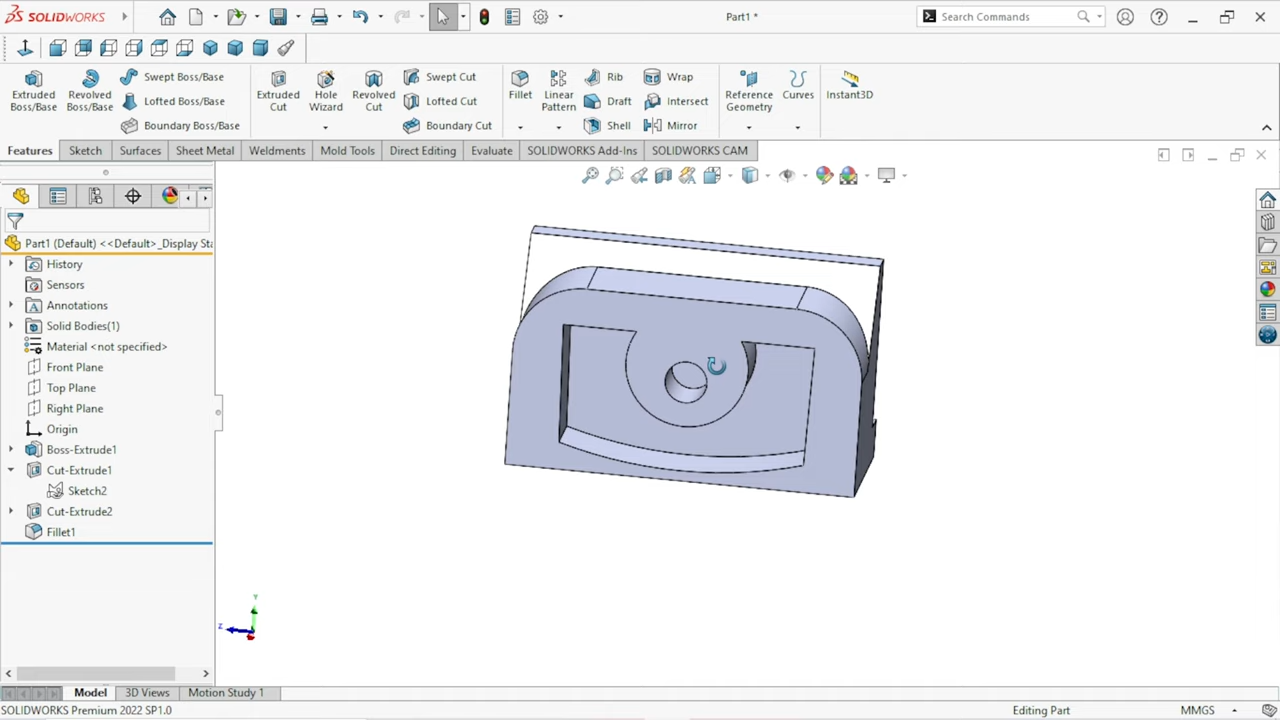 SOLIDWORKS
Part1 *
Search Commands
Extruded Boss/Base
Revolved Boss/Base
Swept Boss/Base
Lofted Boss/Base
Boundary Boss/Base
Extruded Cut
Hole Wizard
Revolved Cut
Swept Cut
Lofted Cut
Boundary Cut
Fillet
Linear Pattern
Rib
Draft
Shell
Wrap
Intersect
Mirror
Reference Geometry
Curves
Instant3D
Features
Sketch
Surfaces
Sheet Metal
Weldments
Mold Tools
Direct Editing
Evaluate
SOLIDWORKS Add-Ins
SOLIDWORKS CAM
Part1 (Default) <<Default>_Display Sta
History
Sensors
Annotations
Solid Bodies(1)
Material <not specified>
Front Plane
Top Plane
Right Plane
Origin
Boss-Extrude1
Cut-Extrude1
Sketch2
Cut-Extrude2
Fillet1
Y
Z
Model
3D Views
Motion Study 1
SOLIDWORKS Premium 2022 SP1.0
Editing Part
MMGS